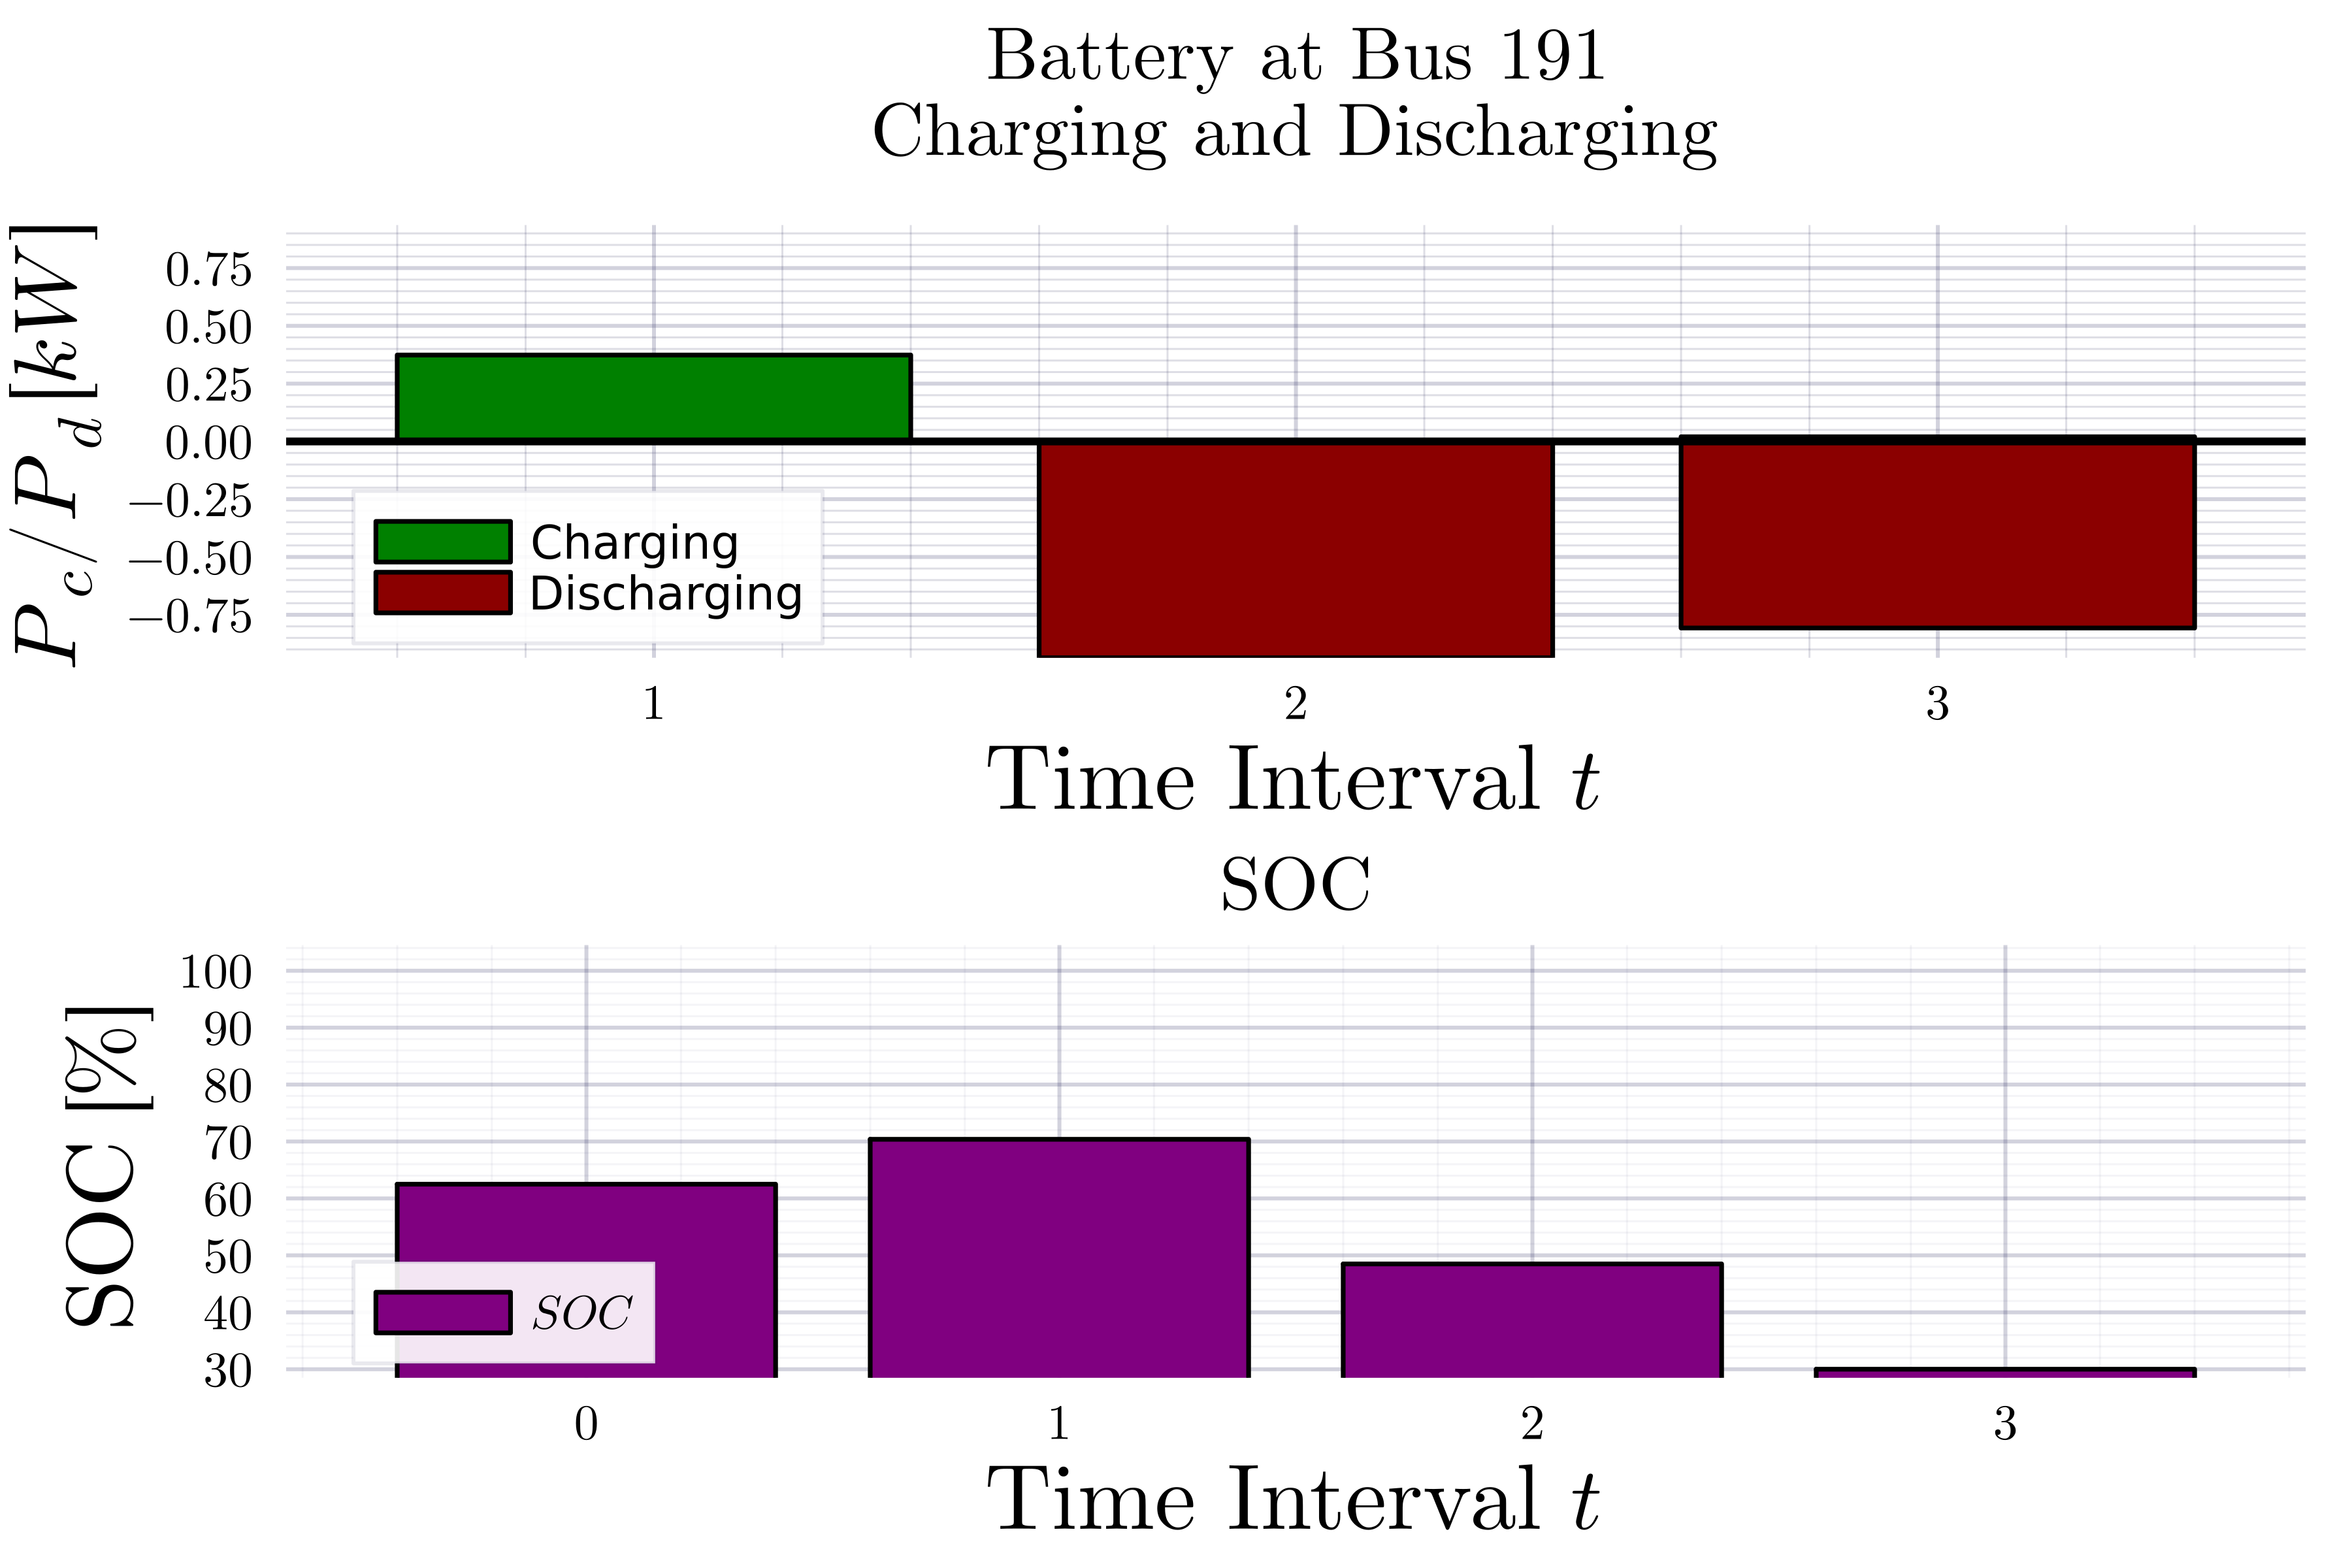 Battery at Bus 191
Charging and Discharging
P_c/P_d [kW]
0.75
0.50
0.25
0.00
−0.25
−0.50
−0.75
Charging
Discharging
1 2 3
Time Interval t
SOC
SOC [%]
100
90
80
70
60
50
40
30
SOC
0 1 2 3
Time Interval t